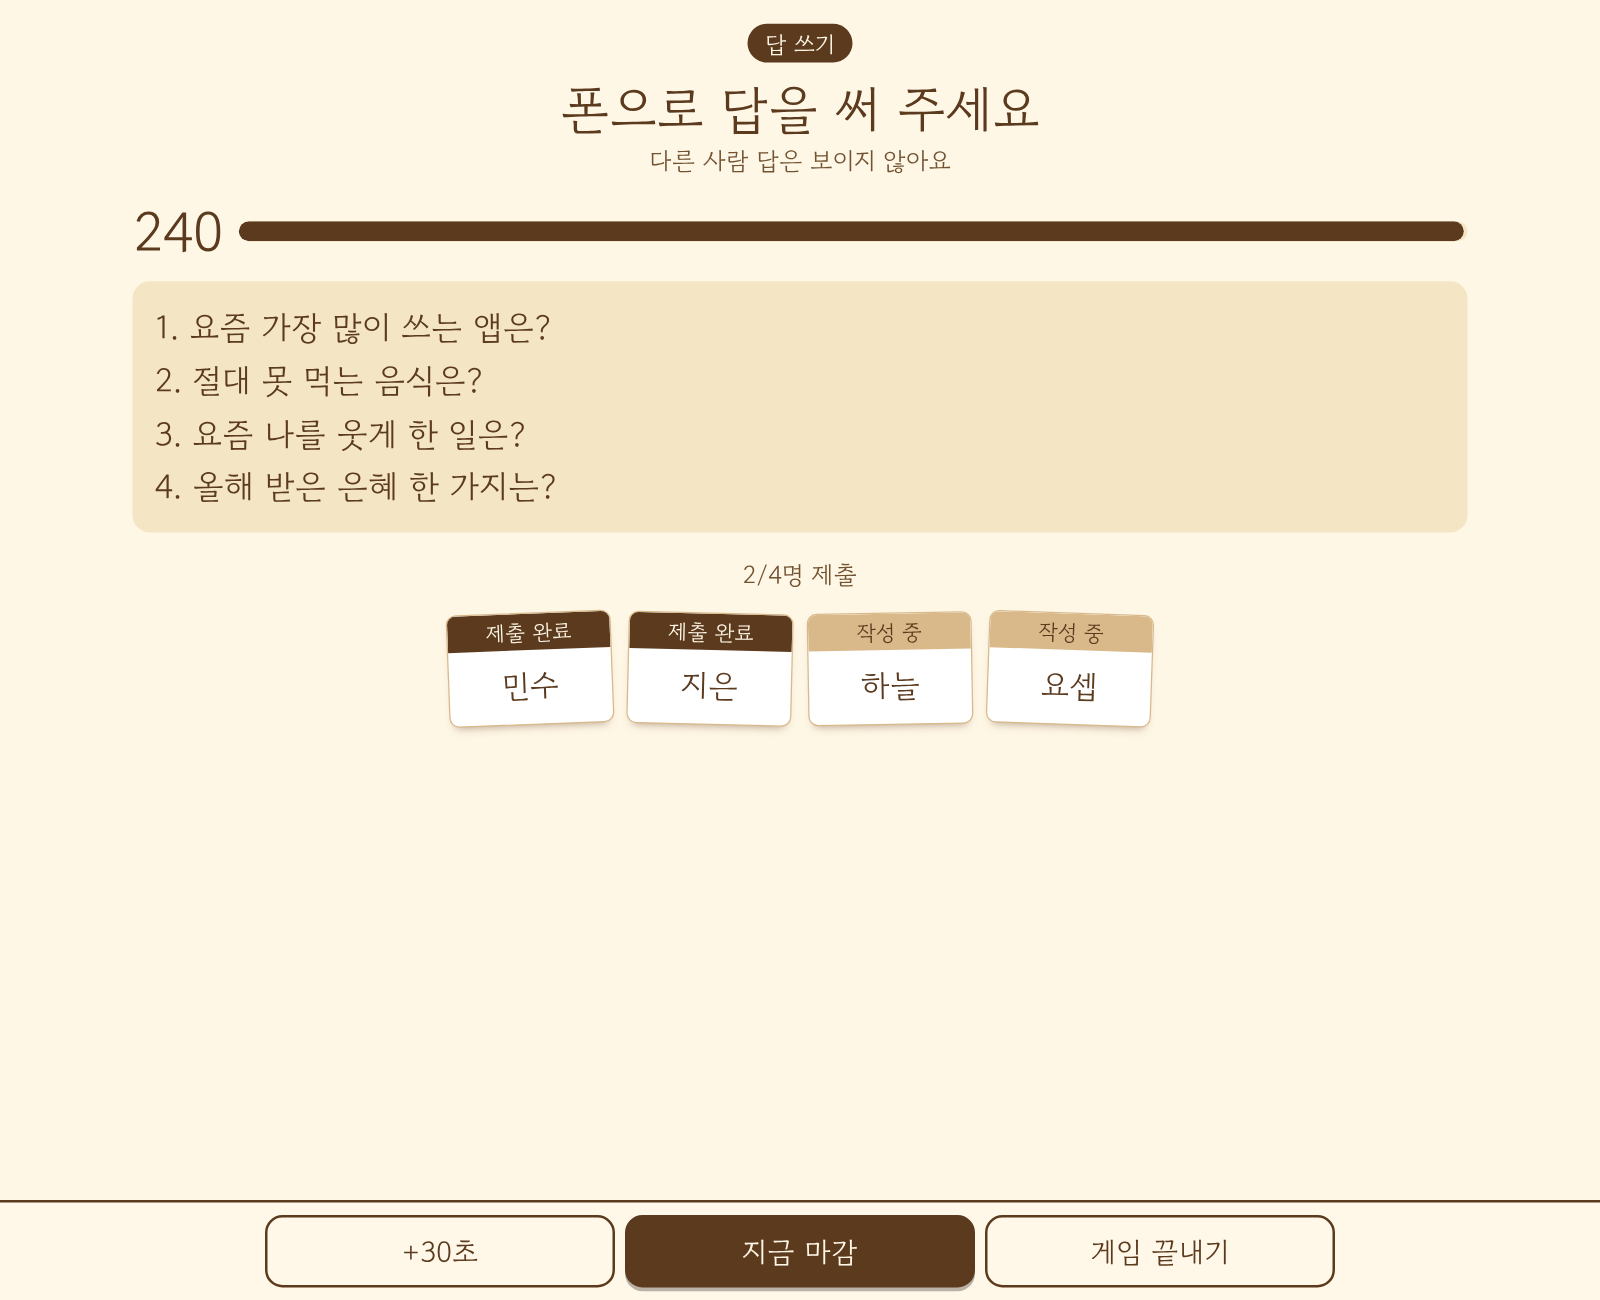 답 쓰기
폰으로 답을 써 주세요
다른 사람 답은 보이지 않아요
240
1. 요즘 가장 많이 쓰는 앱은?
2. 절대 못 먹는 음식은?
3. 요즘 나를 웃게 한 일은?
4. 올해 받은 은혜 한 가지는?
2/4명 제출
제출 완료 제출 완료 작성 중 작성 중
민수 지은 하늘 요셉
+30초 지금 마감 게임 끝내기